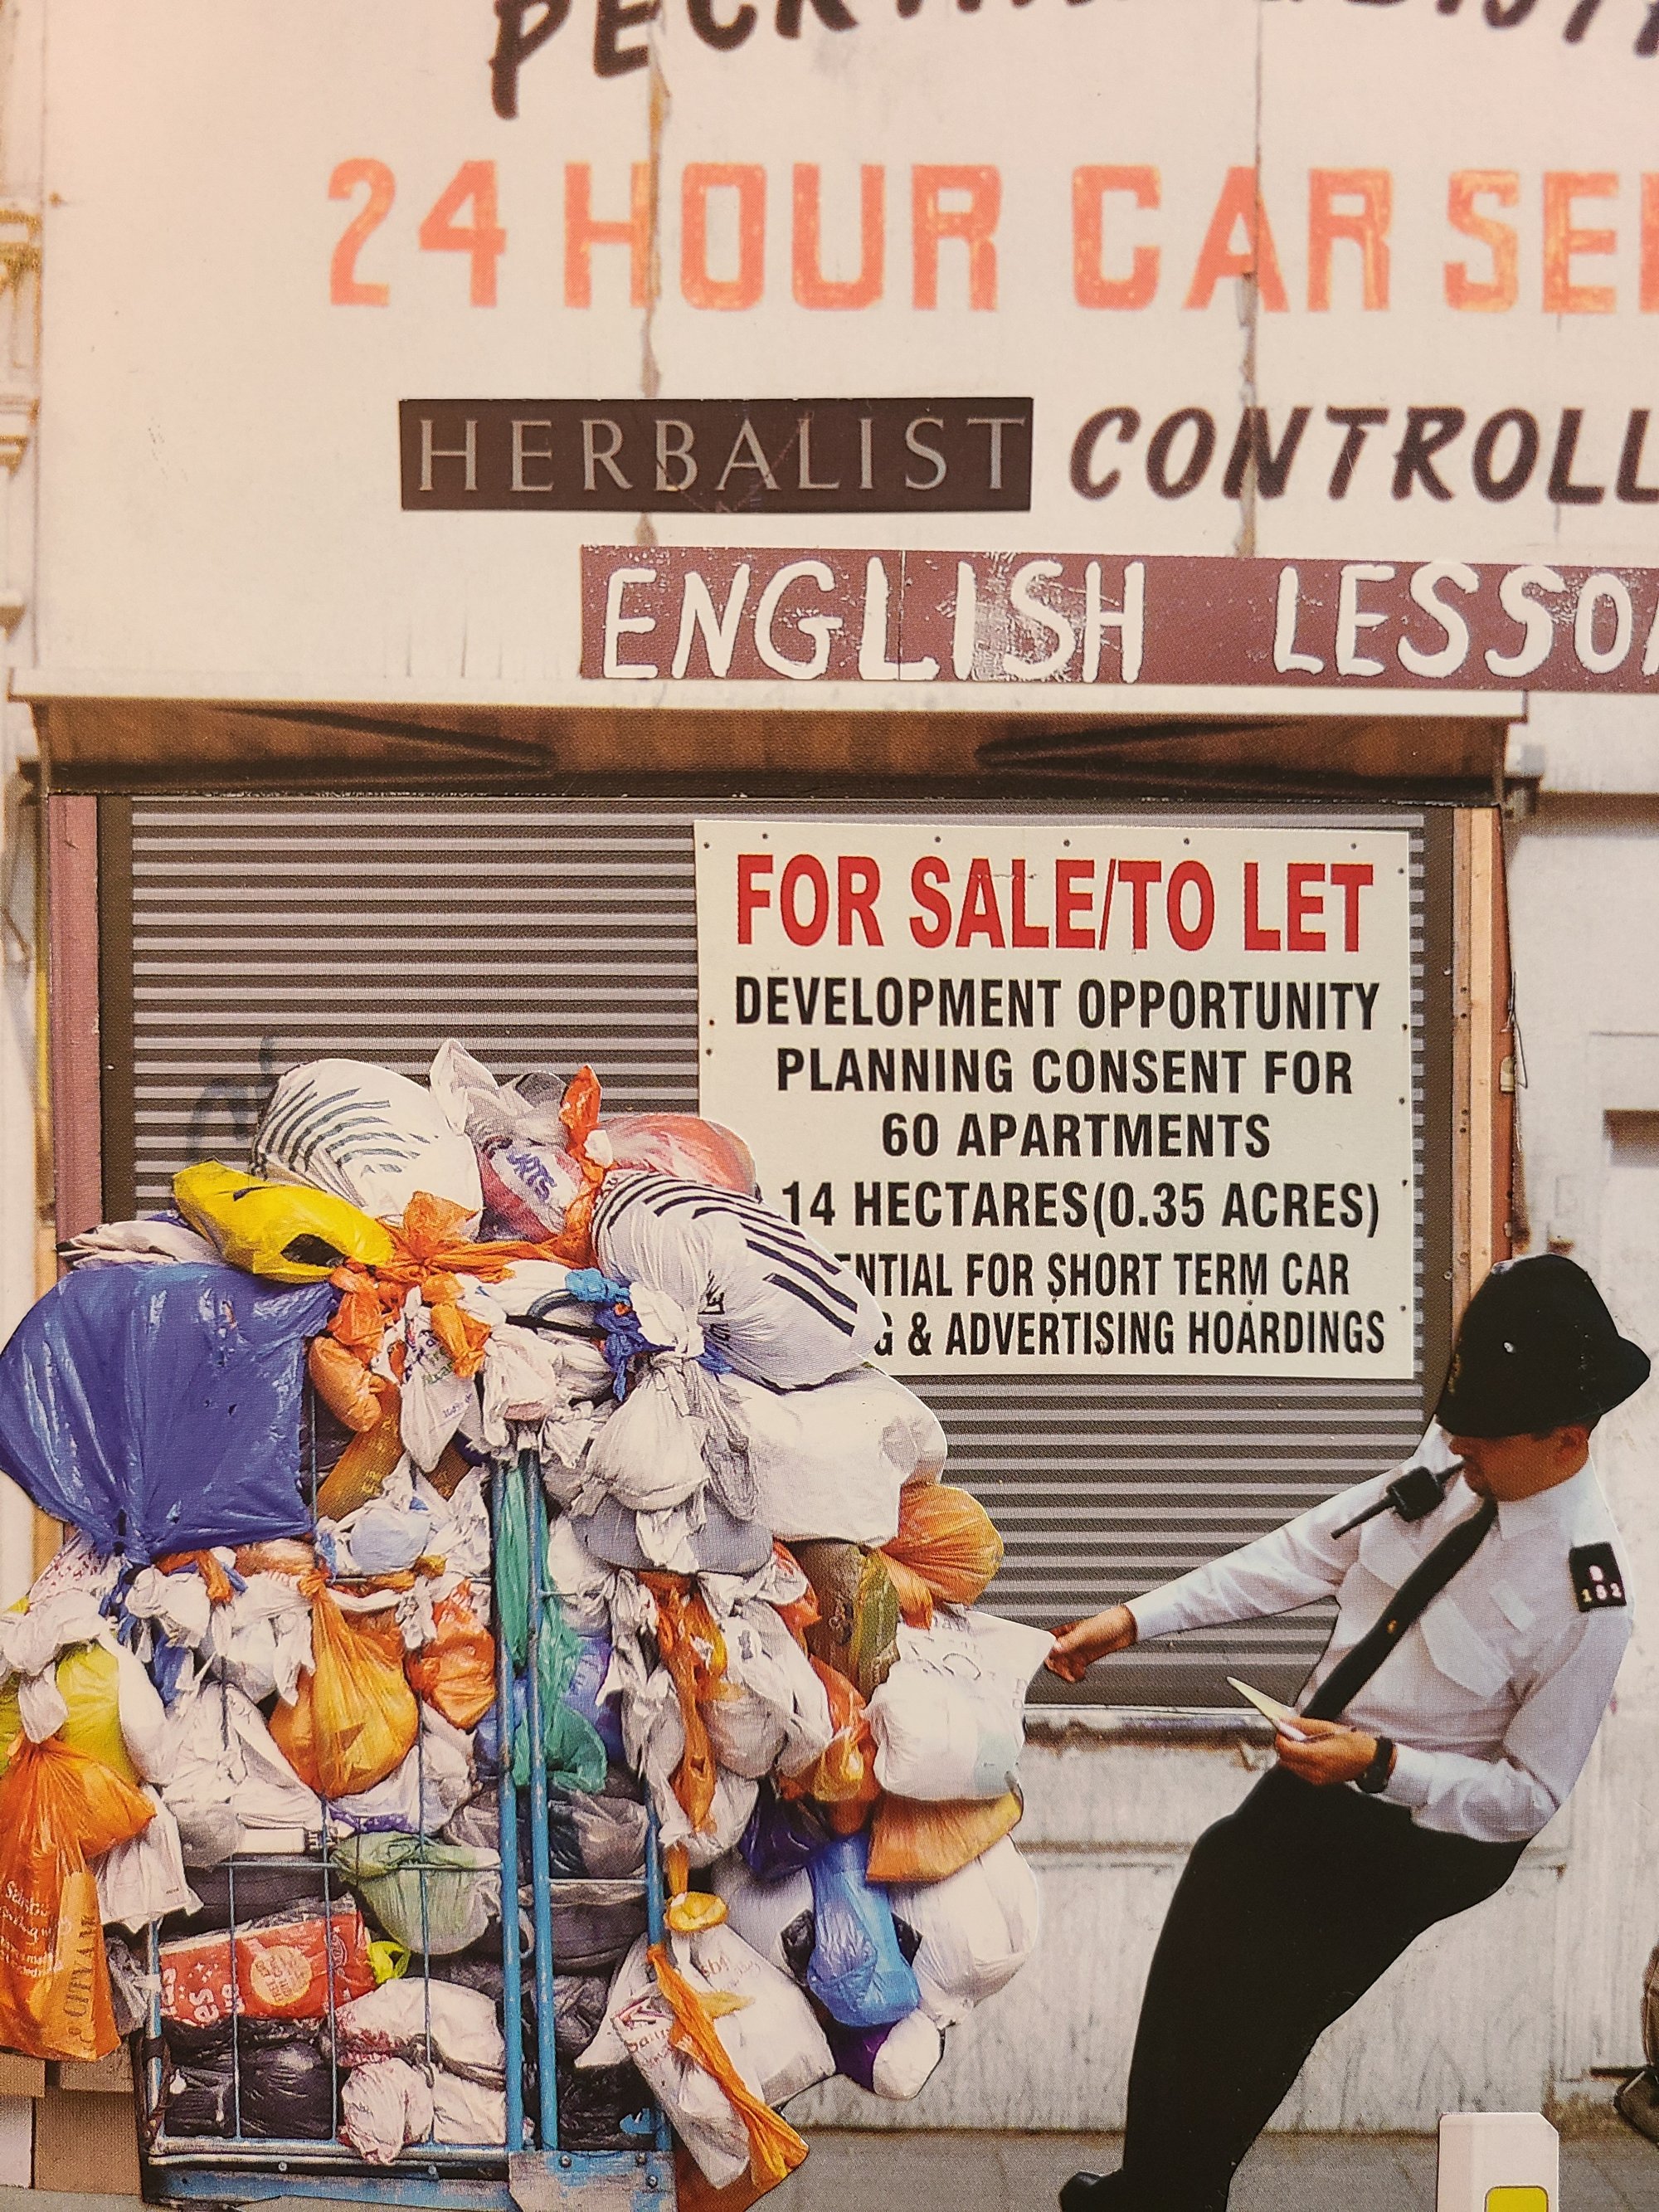 24 HOUR CAR SE
HERBALIST CONTROLL
ENGLISH LESSO
FOR SALE/TO LET
DEVELOPMENT OPPORTUNITY
PLANNING CONSENT FOR
60 APARTMENTS
14 HECTARES(0.35 ACRES)
ENTIAL FOR SHORT TERM CAR
G & ADVERTISING HOARDINGS